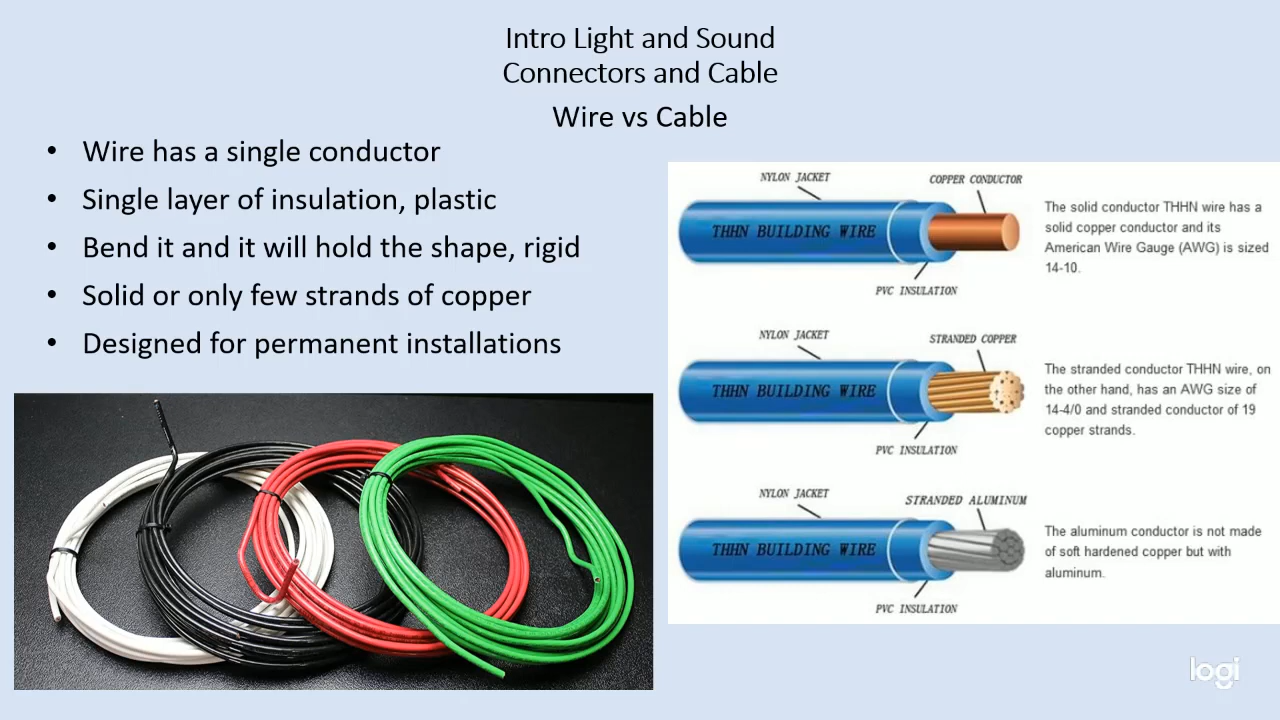 Intro Light and Sound
Connectors and Cable
Wire vs Cable
• Wire has a single conductor
• Single layer of insulation, plastic
• Bend it and it will hold the shape, rigid
• Solid or only few strands of copper
• Designed for permanent installations
NYLON JACKET
COPPER CONDUCTOR
THHN BUILDING WIRE
PVC INSULATION
The solid conductor THHN wire has a
solid copper conductor and its
American Wire Gauge (AWG) is sized
14-10.
NYLON JACKET
STRANDED COPPER
THHN BUILDING WIRE
PVC INSULATION
The stranded conductor THHN wire, on
the other hand, has an AWG size of
14-4/0 and stranded conductor of 19
copper strands.
NYLON JACKET
STRANDED ALUMINUM
THHN BUILDING WIRE
PVC INSULATION
The aluminum conductor is not made
of soft hardened copper but with
aluminum.
logi